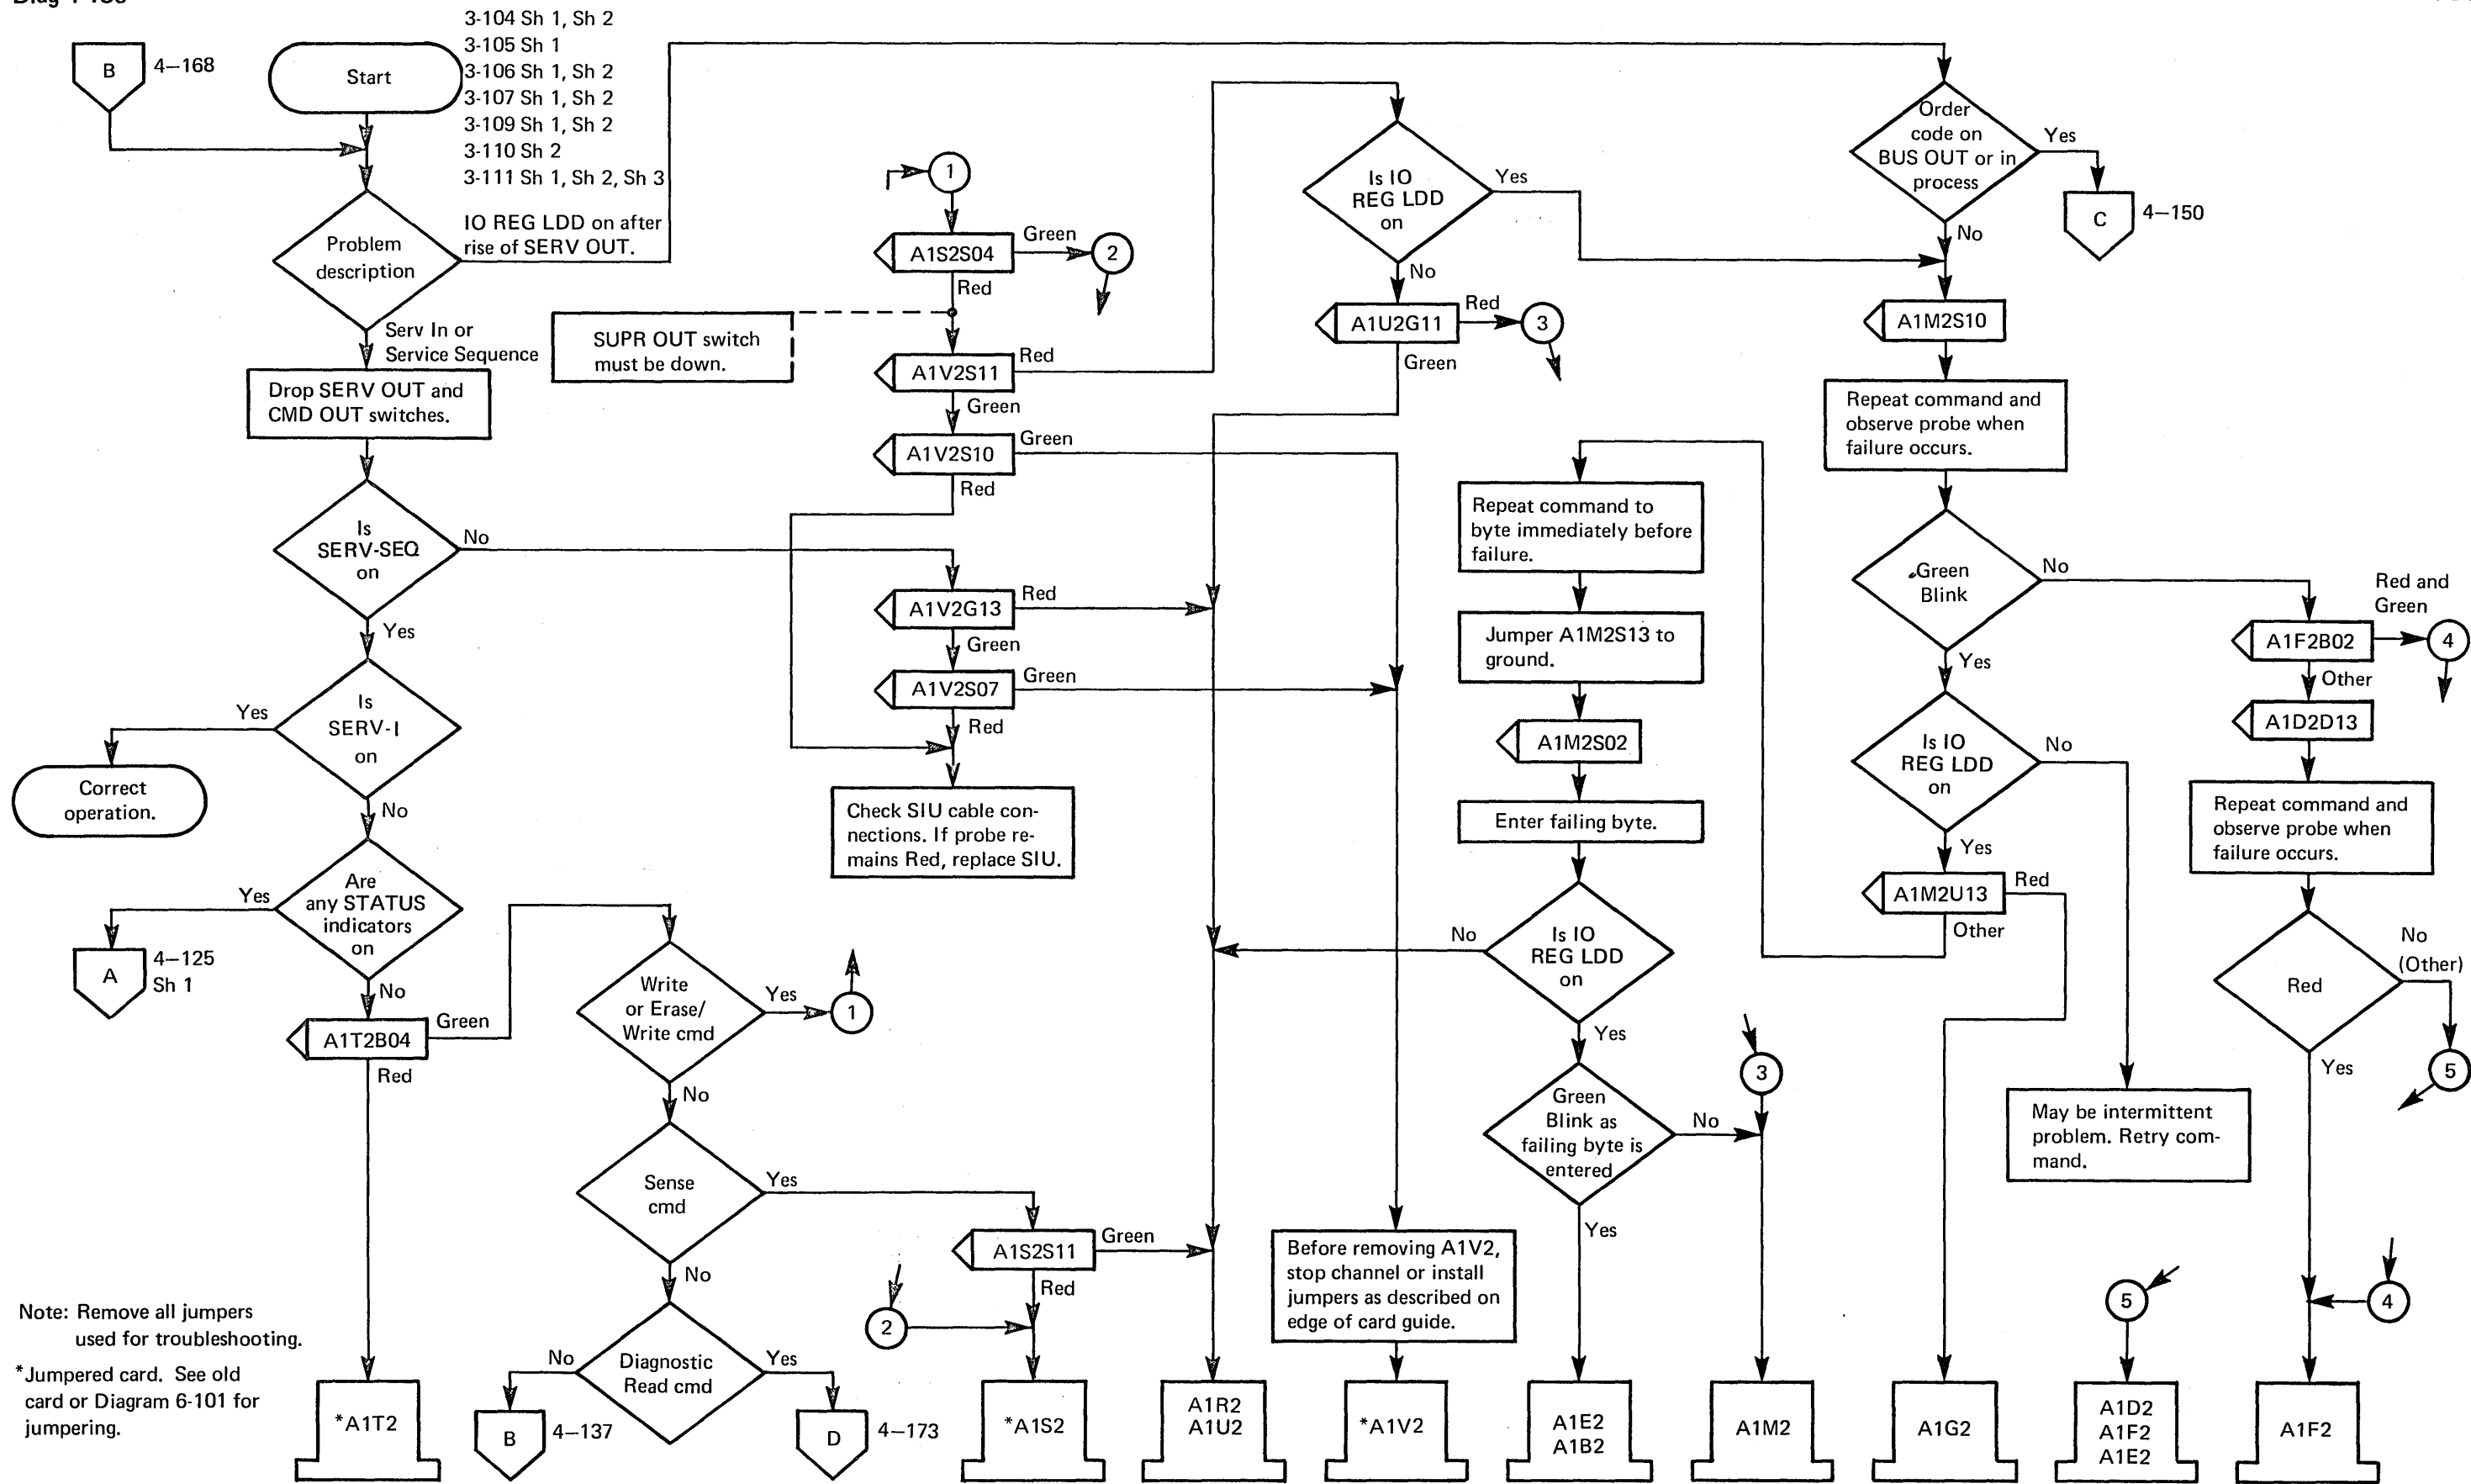 B
4–168
Start
3-104 Sh 1, Sh 2
3-105 Sh 1
3-106 Sh 1, Sh 2
3-107 Sh 1, Sh 2
3-109 Sh 1, Sh 2
3-110 Sh 2
3-111 Sh 1, Sh 2, Sh 3
Problem
description
IO REG LDD on after
rise of SERV OUT.
Serv In or
Service Sequence
Drop SERV OUT and
CMD OUT switches.
Is
SERV-SEQ
on
No
Yes
Is
SERV-I
on
Yes
Correct
operation.
No
Are
any STATUS
indicators
on
Yes
A
4–125
Sh 1
No
A1T2B04
Green
Red
Write
or Erase/
Write cmd
Yes
1
No
Sense
cmd
Yes
No
Diagnostic
Read cmd
No
B
4–137
Yes
D
4–173
1
A1S2S04
Green
2
Red
SUPR OUT switch
must be down.
A1V2S11
Red
Green
A1V2S10
Green
Red
A1V2G13
Red
Green
A1V2S07
Green
Red
Check SIU cable con-
nections. If probe re-
mains Red, replace SIU.
A1S2S11
Green
Red
2
Is IO
REG LDD
on
Yes
No
A1U2G11
Red
3
Green
Repeat command to
byte immediately before
failure.
Jumper A1M2S13 to
ground.
A1M2S02
Enter failing byte.
Is IO
REG LDD
on
No
Yes
Green
Blink as
failing byte is
entered
No
Yes
3
Before removing A1V2,
stop channel or install
jumpers as described on
edge of card guide.
Order
code on
BUS OUT or in
process
Yes
C
4–150
No
A1M2S10
Repeat command and
observe probe when
failure occurs.
Green
Blink
No
Yes
Is IO
REG LDD
on
No
Yes
A1M2U13
Red
Other
May be intermittent
problem. Retry com-
mand.
A1F2B02
Red and
Green
4
Other
A1D2D13
Repeat command and
observe probe when
failure occurs.
Red
No
(Other)
5
Yes
5
4
Note: Remove all jumpers
used for troubleshooting.
*Jumpered card. See old
card or Diagram 6-101 for
jumpering.
*A1T2
*A1S2
A1R2
A1U2
*A1V2
A1E2
A1B2
A1M2
A1G2
A1D2
A1F2
A1E2
A1F2